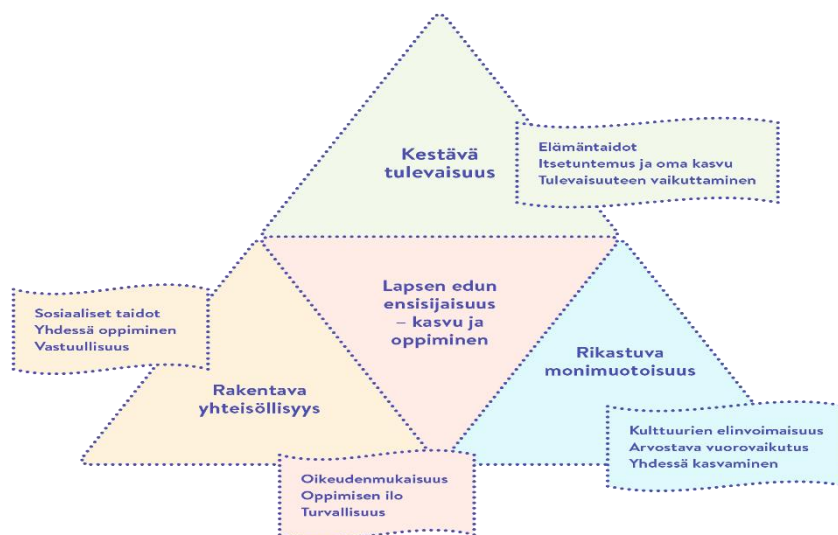 Kestävä
tulevaisuus
Elämäntaidot
Itsetuntemus ja oma kasvu
Tulevaisuuteen vaikuttaminen
Lapsen edun
ensisijaisuus
– kasvu ja
oppiminen
Sosiaaliset taidot
Yhdessä oppiminen
Vastuullisuus
Rakentava
yhteisöllisyys
Rikastuva
monimuotoisuus
Kulttuurien elinvoimaisuus
Arvostava vuorovaikutus
Yhdessä kasvaminen
Oikeudenmukaisuus
Oppimisen ilo
Turvallisuus